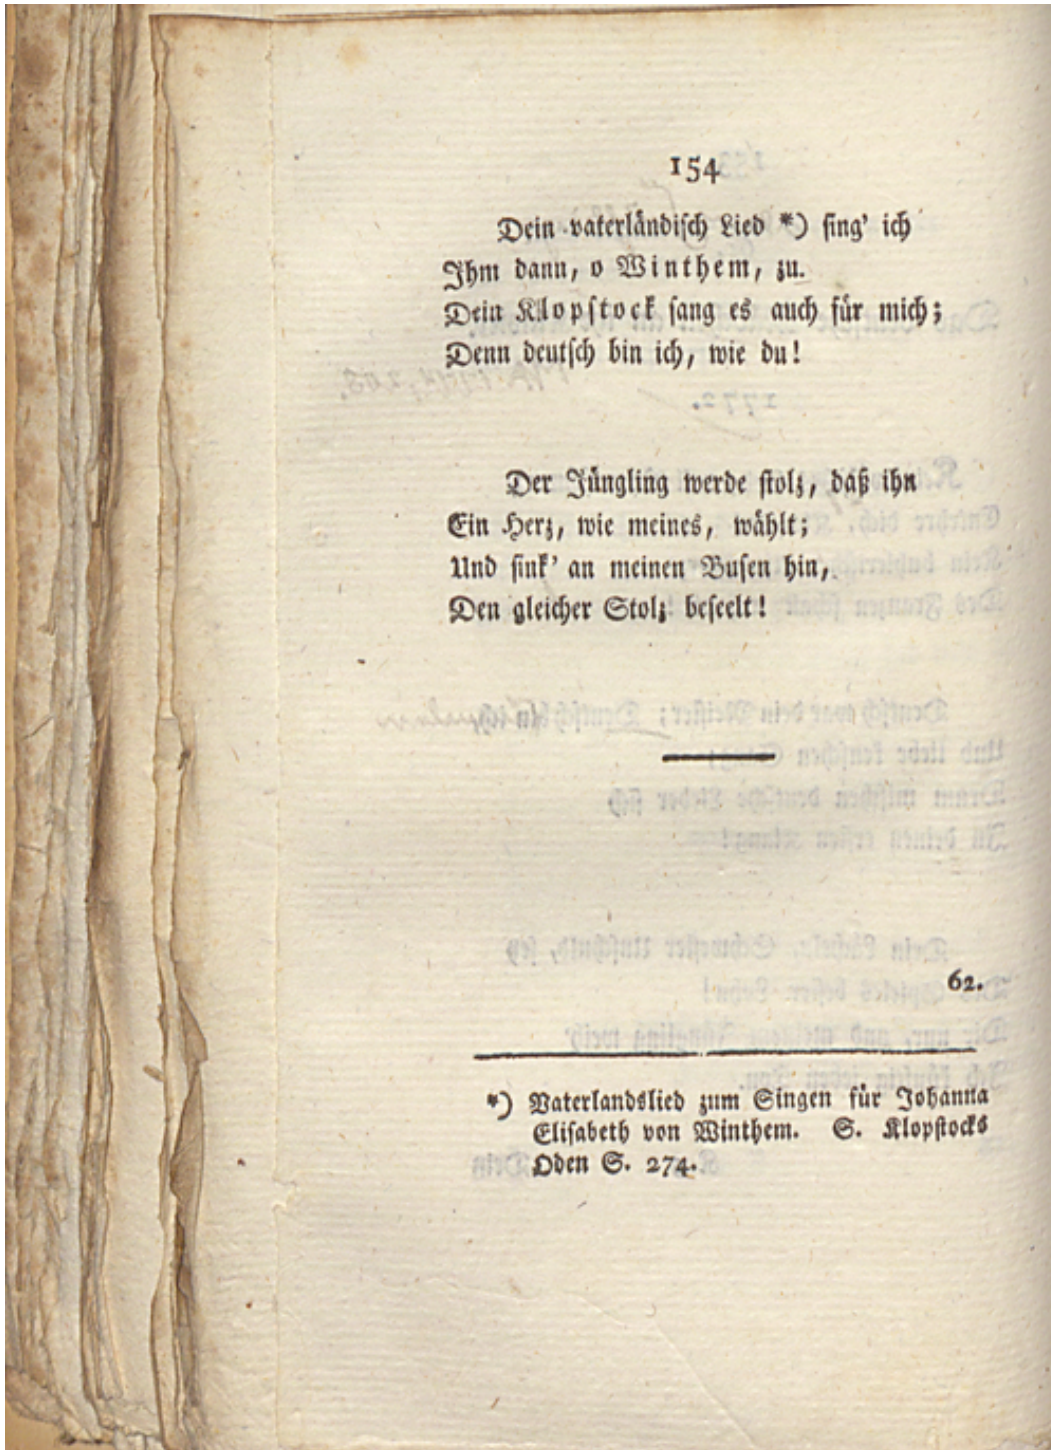 154
Dein vaterländisch Lied *) sing' ich
Ihm dann, o Winthem, zu.
Dein Klopstock sang es auch für mich;
Denn deutsch bin ich, wie du!
Der Jüngling werde stolz, daß ihn
Ein Herz, wie meines, wählt;
Und sink' an meinen Busen hin,
Den gleicher Stolz beseelt!
62.
*) Vaterlandslied zum Singen für Johanna
Elisabeth von Winthem. S. Klopstocks
Oden S. 274.